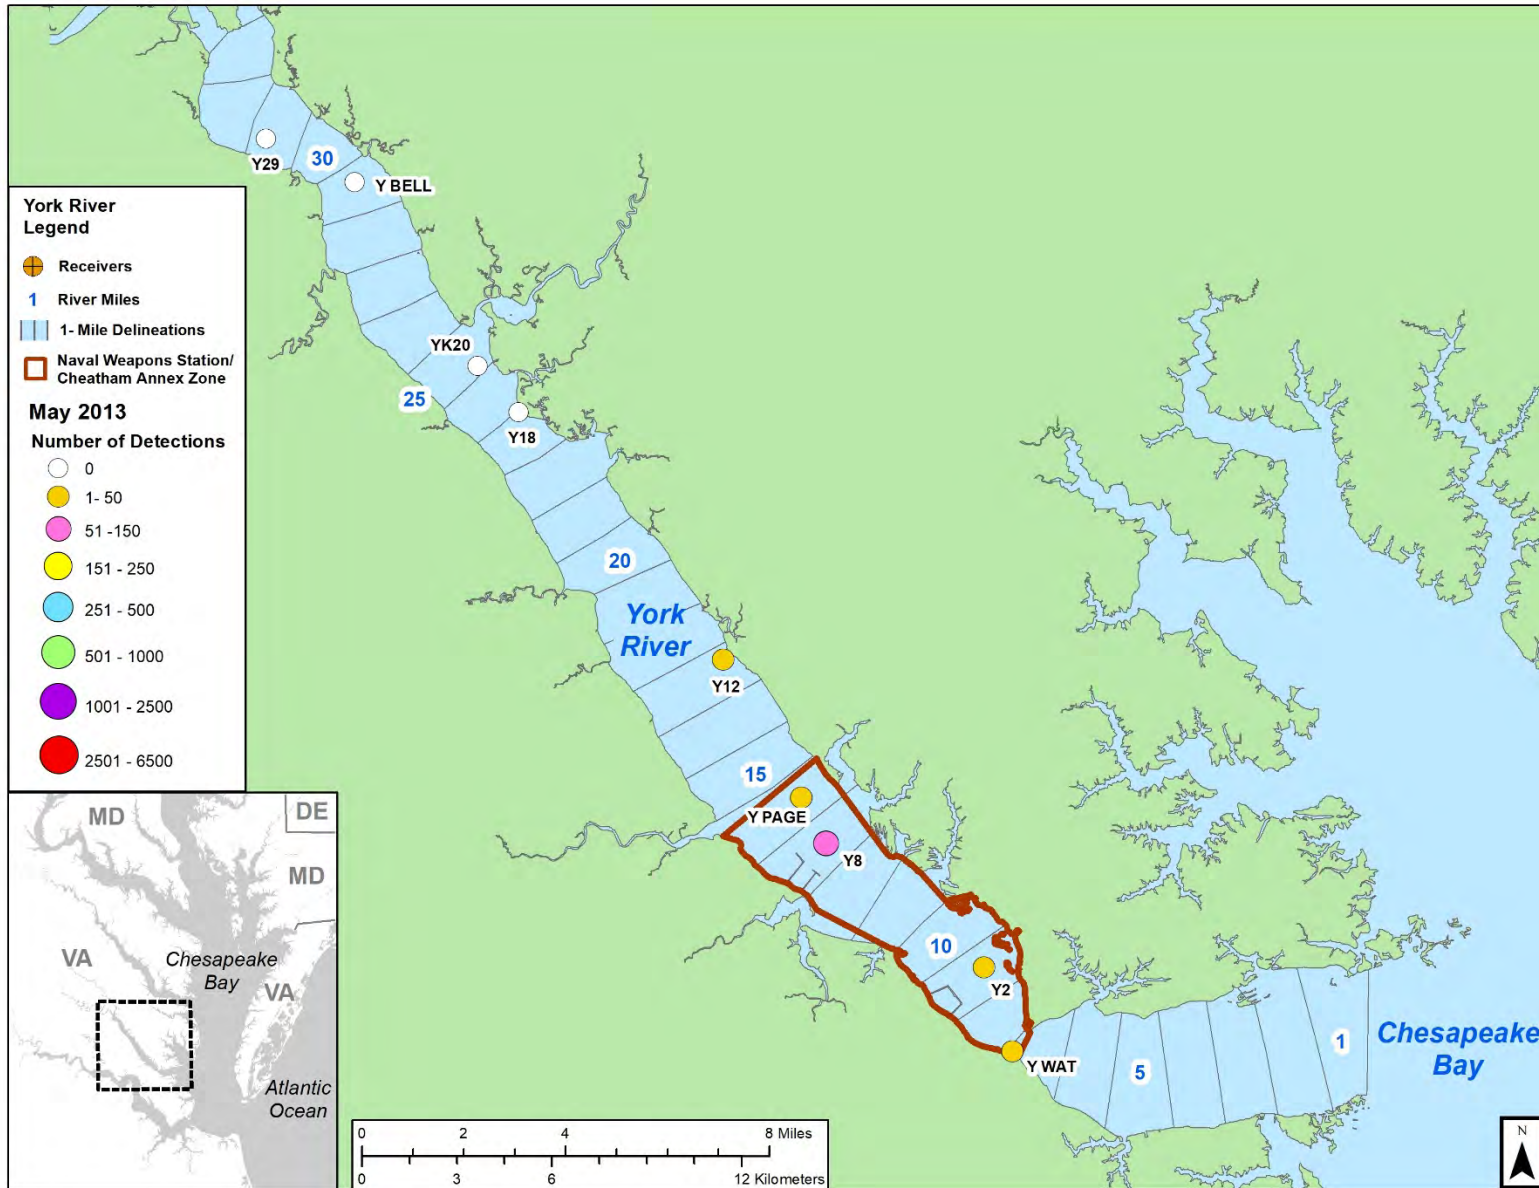 30
Y29
Y BELL
York River
Legend
Receivers
1 River Miles
1- Mile Delineations
Naval Weapons Station/
Cheatham Annex Zone
May 2013
Number of Detections
0
1- 50
51 -150
151 - 250
251 - 500
501 - 1000
1001 - 2500
2501 - 6500
YK20
25
Y18
20
York
River
Y12
15
Y PAGE
Y8
10
Y2
Y WAT
5
1
Chesapeake
Bay
MD
DE
MD
VA
Chesapeake
Bay
VA
Atlantic
Ocean
0 2 4 8 Miles
0 3 6 12 Kilometers
N